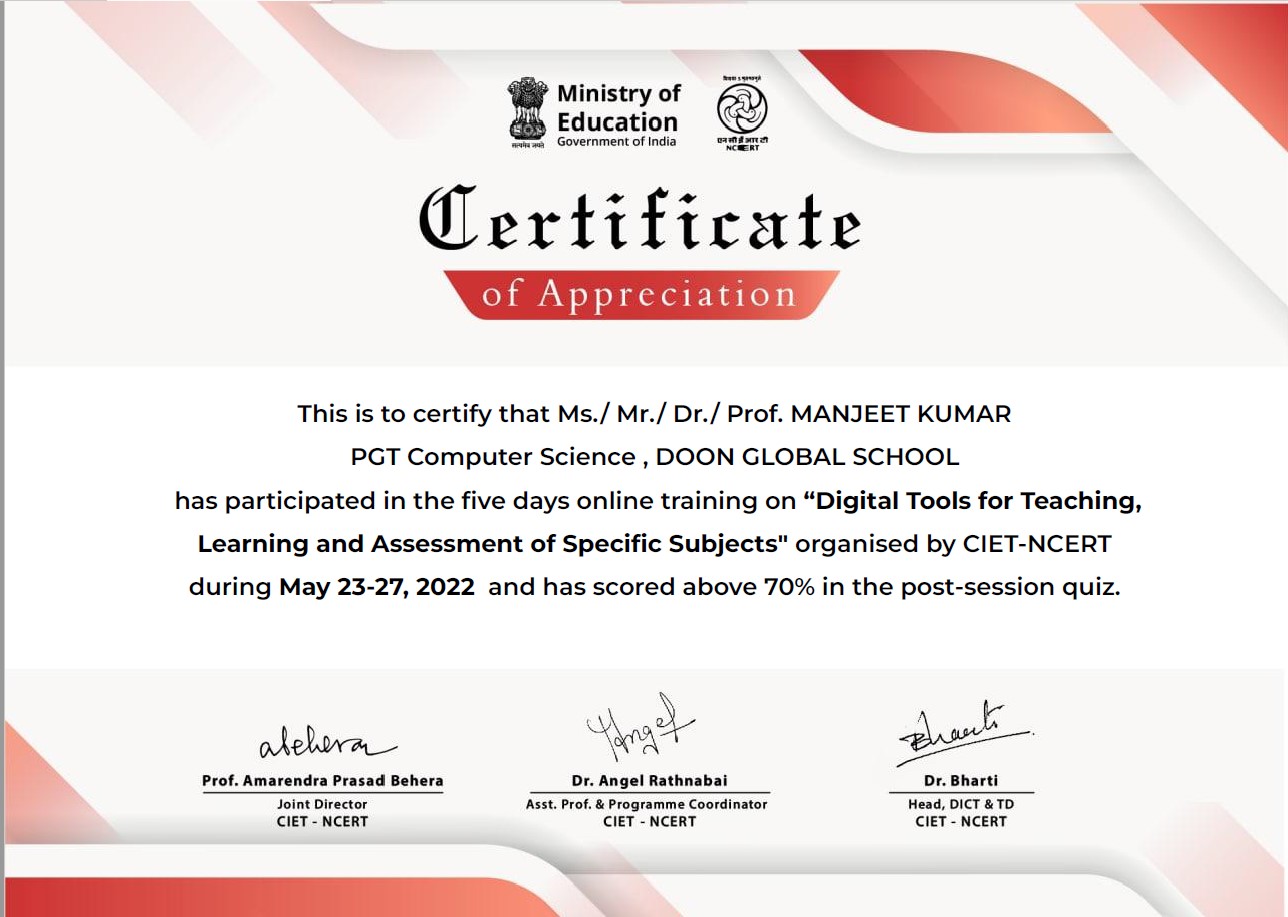 Ministry of
Education
Government of India
सत्यमेव जयते
विद्यया ऽ मृतमश्नुते
एन सी ई आर टी
NCERT
Certificate
of Appreciation
This is to certify that Ms./ Mr./ Dr./ Prof. MANJEET KUMAR
PGT Computer Science , DOON GLOBAL SCHOOL
has participated in the five days online training on “Digital Tools for Teaching,
Learning and Assessment of Specific Subjects" organised by CIET-NCERT
during May 23-27, 2022 and has scored above 70% in the post-session quiz.
abehera
Angel
Bharti
Prof. Amarendra Prasad Behera
Dr. Angel Rathnabai
Dr. Bharti
Joint Director
Asst. Prof. & Programme Coordinator
Head, DICT & TD
CIET - NCERT
CIET - NCERT
CIET - NCERT